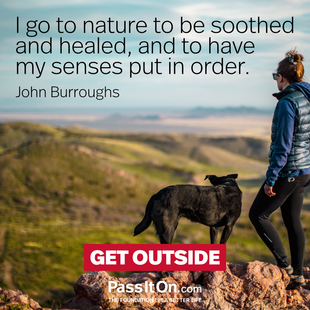 I go to nature to be soothed
and healed, and to have
my senses put in order.
John Burroughs
GET OUTSIDE
PassItOn.com
THE FOUNDATION FOR A BETTER LIFE